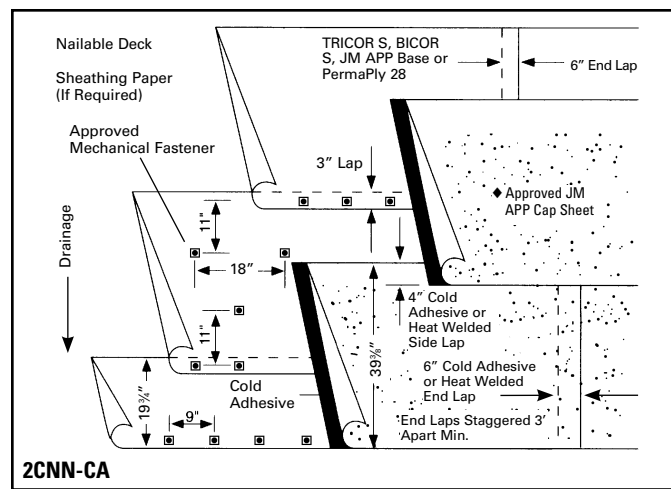 Nailable Deck
Sheathing Paper
(If Required)
Approved
Mechanical Fastener
TRICOR S, BICOR
S, JM APP Base or
PermaPly 28
6" End Lap
3" Lap
◆ Approved JM
APP Cap Sheet
11"
18"
Drainage
11"
4" Cold
Adhesive or
Heat Welded
Side Lap
39⅜"
6" Cold Adhesive
or Heat Welded
End Lap
Cold
Adhesive
19¾"
9"
End Laps Staggered 3'
Apart Min.
2CNN-CA